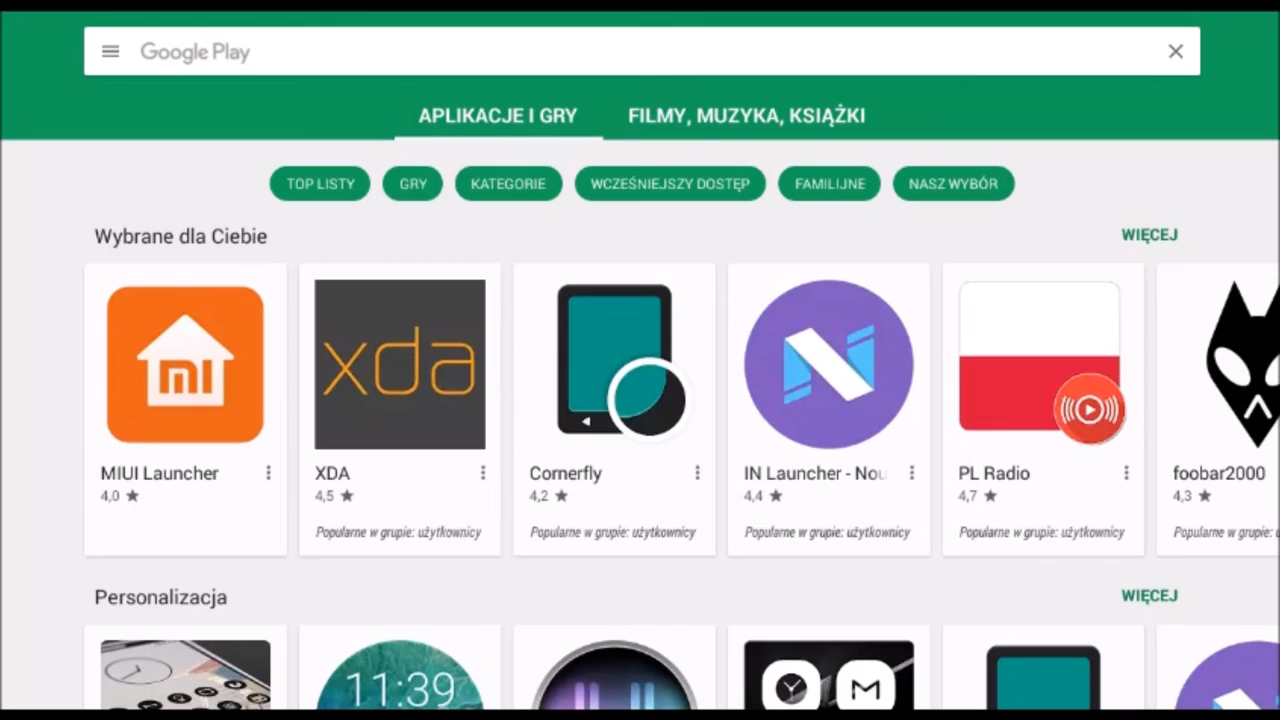 Google Play
APLIKACJE I GRY FILMY, MUZYKA, KSIĄŻKI
TOP LISTY GRY KATEGORIE WCZEŚNIEJSZY DOSTĘP FAMILIJNE NASZ WYBÓR
Wybrane dla Ciebie WIĘCEJ
mi xda
MIUI Launcher XDA Cornerfly IN Launcher - Nou PL Radio foobar2000
4,0 4,5 4,2 4,4 4,7 4,3
Popularne w grupie: użytkownicy Popularne w grupie: użytkownicy Popularne w grupie: użytkownicy Popularne w grupie: użytkownicy Popularne w grupie:
Personalizacja WIĘCEJ
11:39